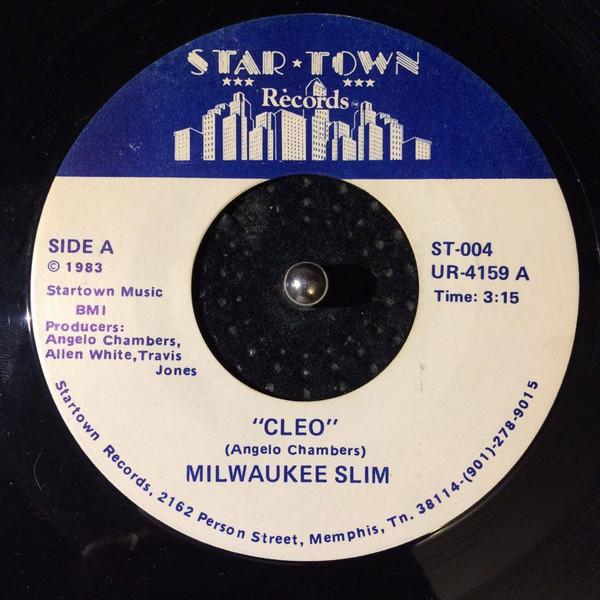 STAR ★ TOWN
★★★ ★★★
Records
SIDE A
© 1983
Startown Music
BMI
Producers:
Angelo Chambers,
Allen White,Travis
Jones
ST-004
UR-4159 A
Time: 3:15
"CLEO"
(Angelo Chambers)
MILWAUKEE SLIM
Startown Records, 2162 Person Street, Memphis, Tn. 38114-(901)-278-9015